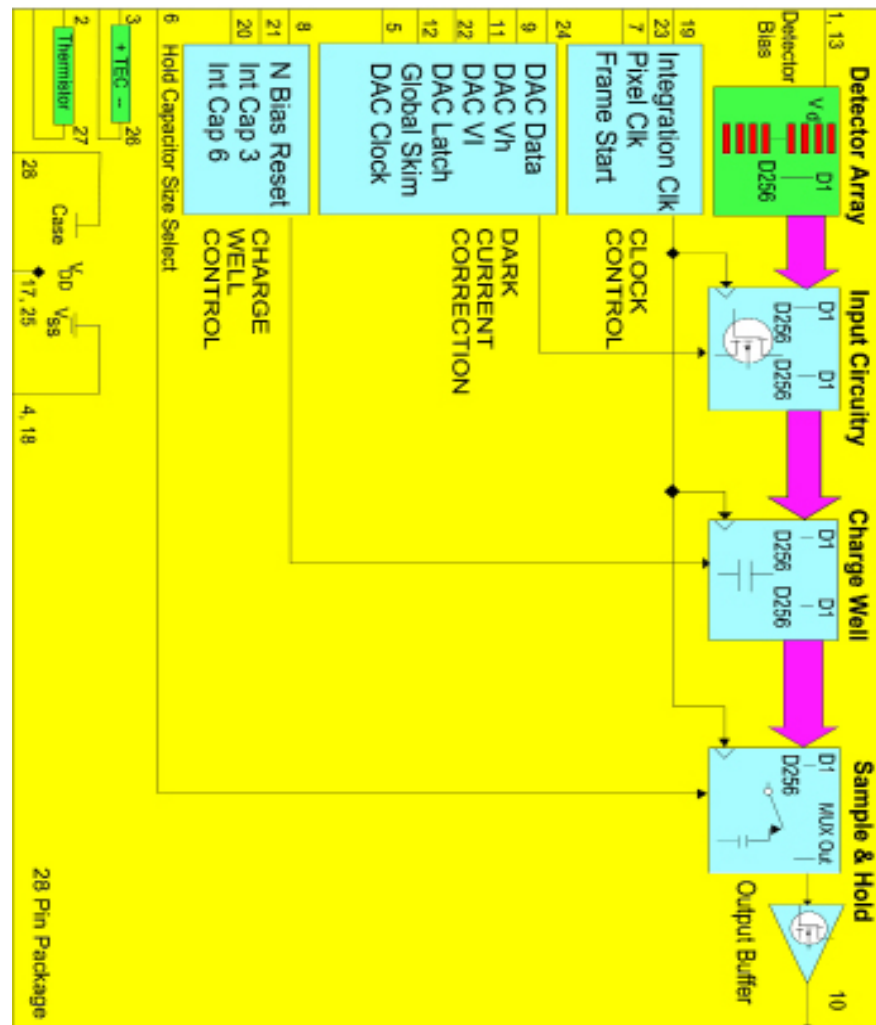 Detector Array
Input Circuitry
Charge Well
Sample & Hold
1, 13
Detector
Bias
Vd
D1
D256
D1
D1
D256
D256
D1
D1
D256
D256
D1
D256
MUX Out
Output Buffer
10
19
23
7
Integration Clk
Pixel Clk
Frame Start
CLOCK
CONTROL
24
11
22
12
5
DAC Data
DAC Vh
DAC Vl
DAC Latch
Global Skim
DAC Clock
DARK
CURRENT
CORRECTION
8
21
20
N Bias Reset
Int Cap 3
Int Cap 6
CHARGE
WELL
CONTROL
6 Hold Capacitor Size Select
3
+ TEC --
26
2
Thermistor
27
28
Case
VDD
17, 25
VSS
4, 18
28 Pin Package